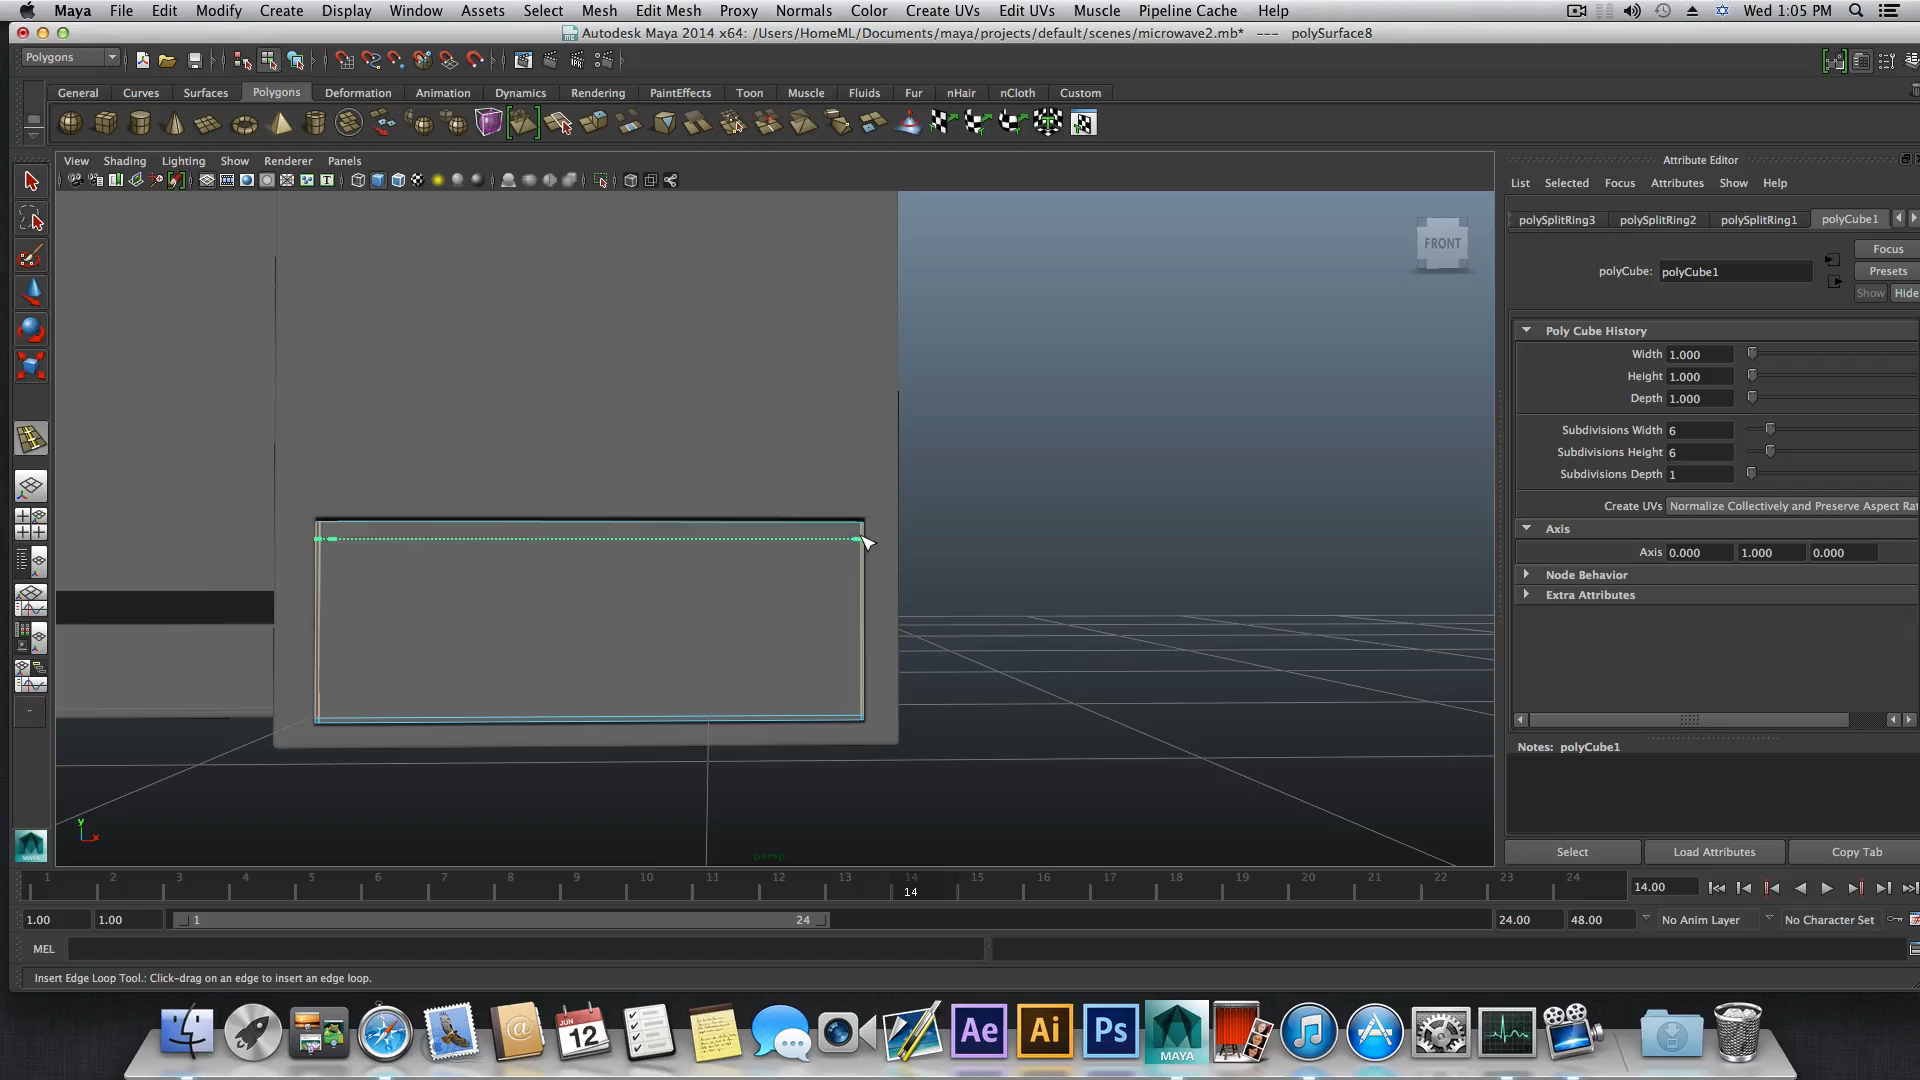 Maya File Edit Modify Create Display Window Assets Select Mesh Edit Mesh Proxy Normals Color Create UVs Edit UVs Muscle Pipeline Cache Help Wed 1:05 PM
Autodesk Maya 2014 x64: /Users/HomeML/Documents/maya/projects/default/scenes/microwave2.mb* --- polySurface8
Polygons
General Curves Surfaces Polygons Deformation Animation Dynamics Rendering PaintEffects Toon Muscle Fluids Fur nHair nCloth Custom
View Shading Lighting Show Renderer Panels
Attribute Editor
List Selected Focus Attributes Show Help
polySplitRing3 polySplitRing2 polySplitRing1 polyCube1
FRONT
Focus
polyCube: polyCube1
Presets
Show Hide
Poly Cube History
Width 1.000
Height 1.000
Depth 1.000
Subdivisions Width 6
Subdivisions Height 6
Subdivisions Depth 1
Create UVs Normalize Collectively and Preserve Aspect Rat
Axis
Axis 0.000 1.000 0.000
Node Behavior
Extra Attributes
Notes: polyCube1
y
x
persp
Select Load Attributes Copy Tab
1 2 3 4 5 6 7 8 9 10 11 12 13 14 15 16 17 18 19 20 21 22 23 24
14
14.00
1.00 1.00 1 24 24.00 48.00 No Anim Layer No Character Set
MEL
Insert Edge Loop Tool.: Click-drag on an edge to insert an edge loop.
JUN
12
Ae Ai Ps
MAYA